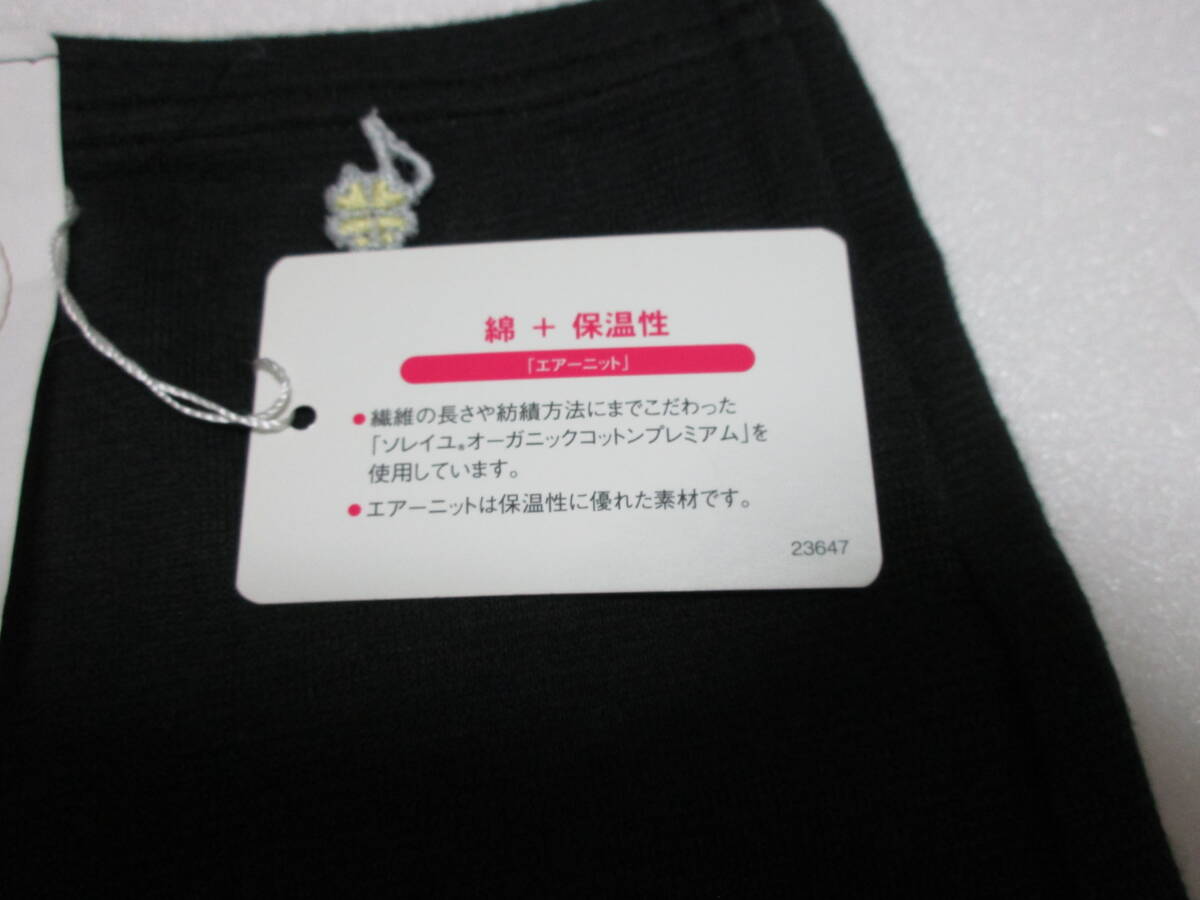 綿 + 保温性
「エアーニット」
●繊維の長さや紡績方法にまでこだわった
「ソレイユ®オーガニックコットンプレミアム」を
使用しています。
●エアーニットは保温性に優れた素材です。
23647